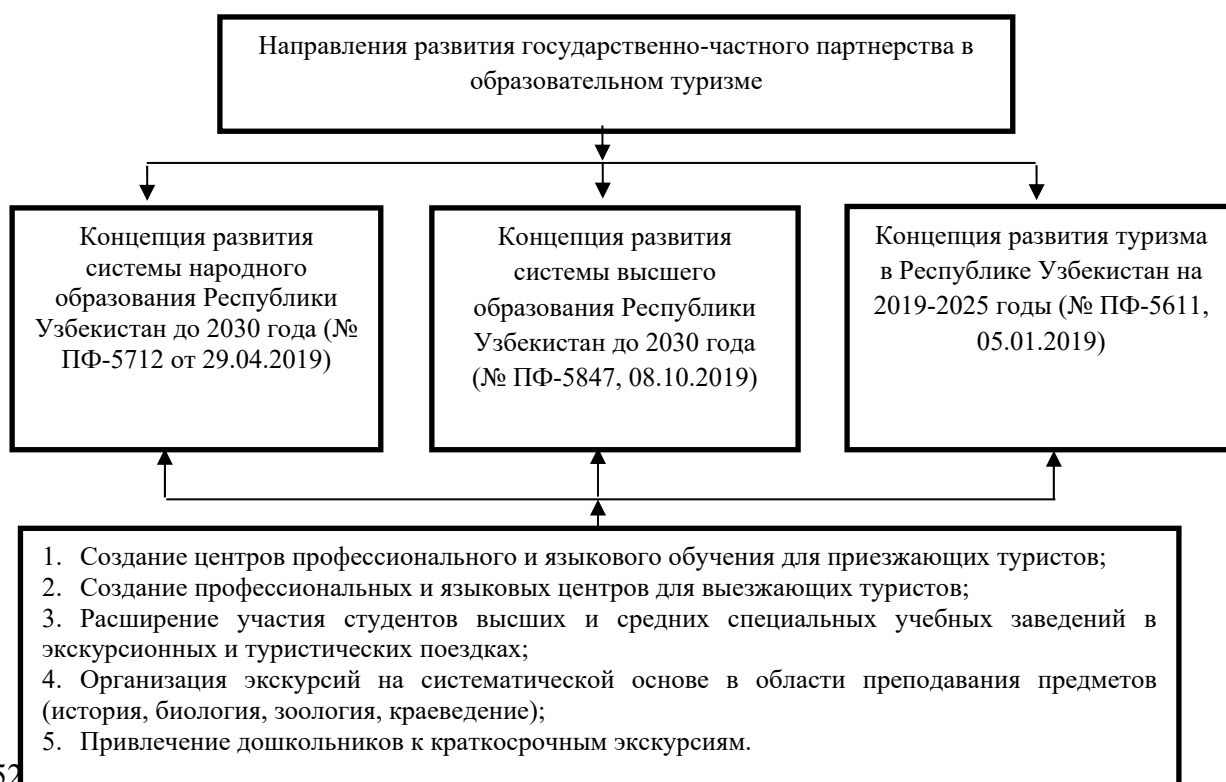 Направления развития государственно-частного партнерства в
образовательном туризме
Концепция развития
системы народного
образования Республики
Узбекистан до 2030 года (№
ПФ-5712 от 29.04.2019)
Концепция развития
системы высшего
образования Республики
Узбекистан до 2030 года
(№ ПФ-5847, 08.10.2019)
Концепция развития туризма
в Республике Узбекистан на
2019-2025 годы (№ ПФ-5611,
05.01.2019)
1. Создание центров профессионального и языкового обучения для приезжающих туристов;
2. Создание профессиональных и языковых центров для выезжающих туристов;
3. Расширение участия студентов высших и средних специальных учебных заведений в
экскурсионных и туристических поездках;
4. Организация экскурсий на систематической основе в области преподавания предметов
(история, биология, зоология, краеведение);
5. Привлечение дошкольников к краткосрочным экскурсиям.
52